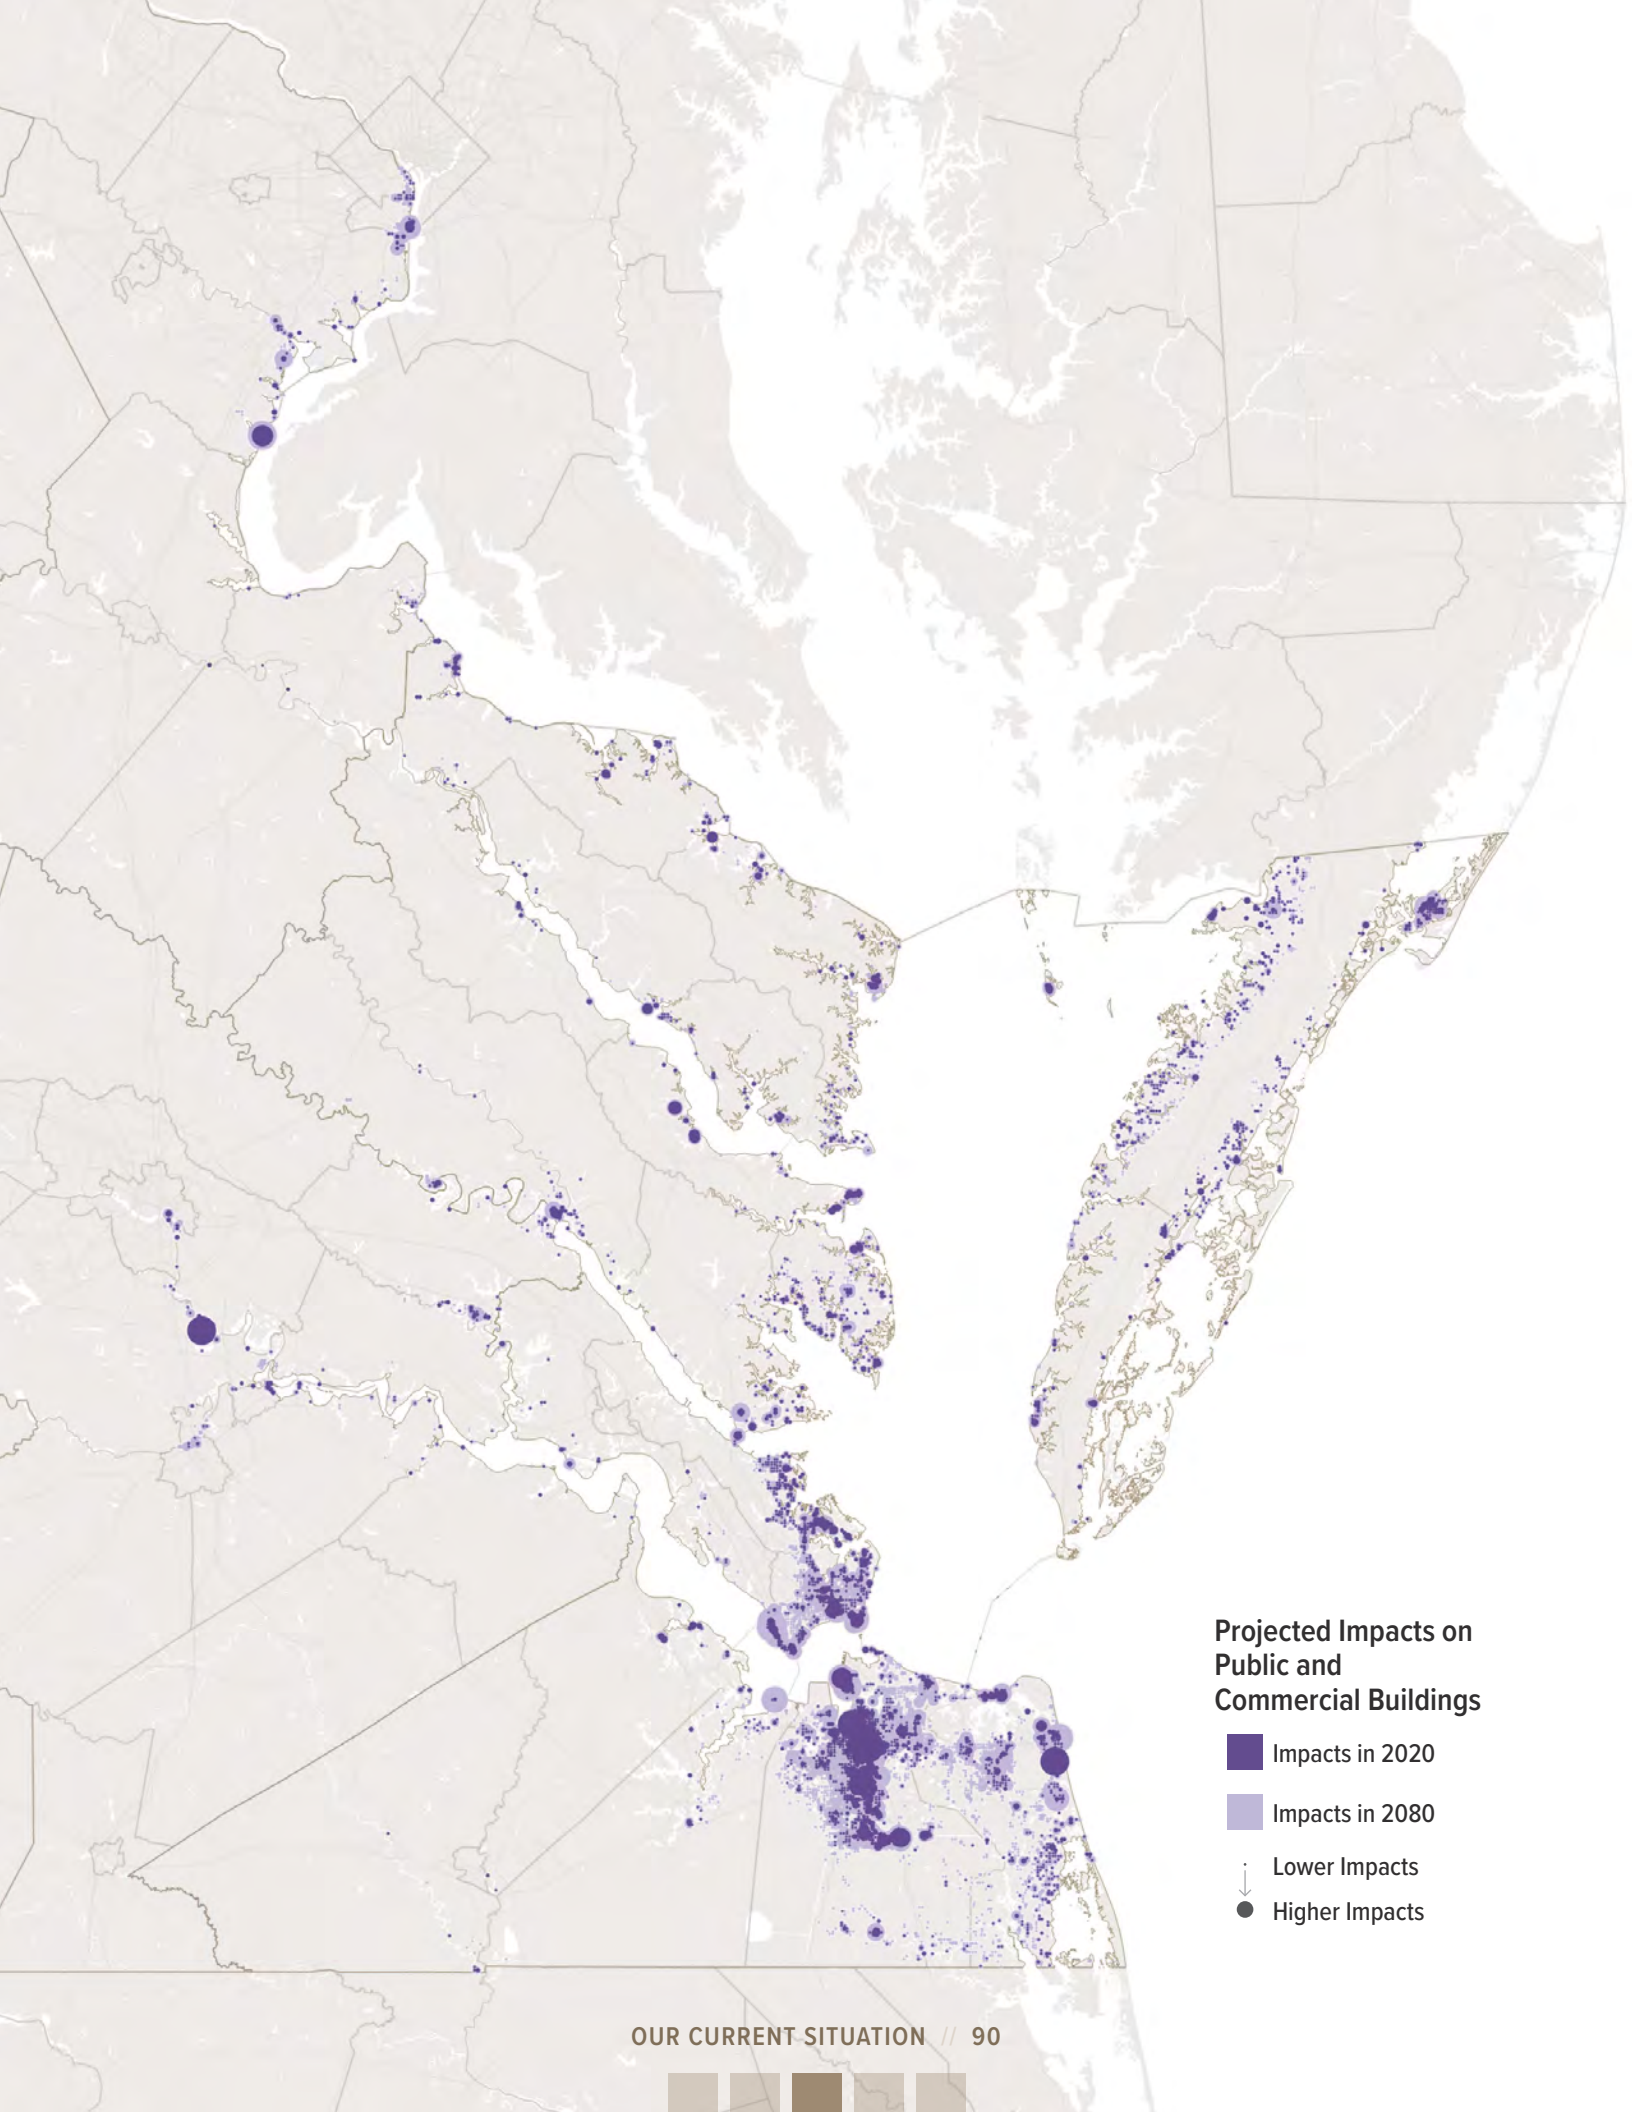 Projected Impacts on
Public and
Commercial Buildings
Impacts in 2020
Impacts in 2080
Lower Impacts
Higher Impacts
OUR CURRENT SITUATION // 90